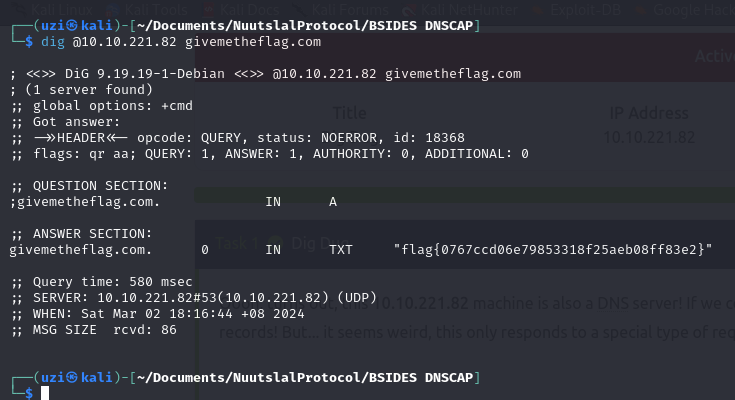 (uzi㉿kali)-[~/Documents/NuutslalProtocol/BSIDES DNSCAP]
$ dig @10.10.221.82 givemetheflag.com
; <<>> DiG 9.19.19-1-Debian <<>> @10.10.221.82 givemetheflag.com
; (1 server found)
;; global options: +cmd
;; Got answer:
;; ->>HEADER<<- opcode: QUERY, status: NOERROR, id: 18368
;; flags: qr aa; QUERY: 1, ANSWER: 1, AUTHORITY: 0, ADDITIONAL: 0
;; QUESTION SECTION:
;givemetheflag.com. IN A
;; ANSWER SECTION:
givemetheflag.com. 0 IN TXT "flag{0767ccd06e79853318f25aeb08ff83e2}"
;; Query time: 580 msec
;; SERVER: 10.10.221.82#53(10.10.221.82) (UDP)
;; WHEN: Sat Mar 02 18:16:44 +08 2024
;; MSG SIZE rcvd: 86
(uzi㉿kali)-[~/Documents/NuutslalProtocol/BSIDES DNSCAP]
$
Kali Tools Kali Docs Kali Forums Kali NetHunter Exploit-DB Google Hac
Activ
Title IP Address
10.10.221.82
Task 1 Dig D
10.10.221.82 machine is also a DNS server! If we c
records! But... it seems weird, this only responds to a special type of req